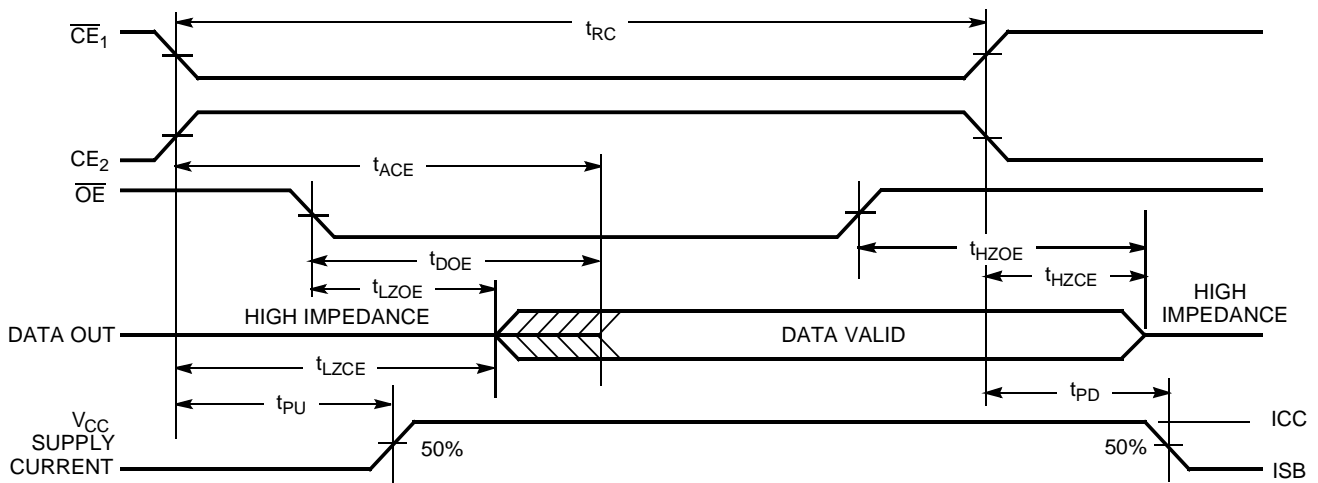 CE1
tRC
CE2
tACE
OE
tDOE
tHZOE
tLZOE
tHZCE
HIGH IMPEDANCE
HIGH
IMPEDANCE
DATA OUT
DATA VALID
tLZCE
tPU
tPD
VCC
SUPPLY
CURRENT
50%
50%
ICC
ISB